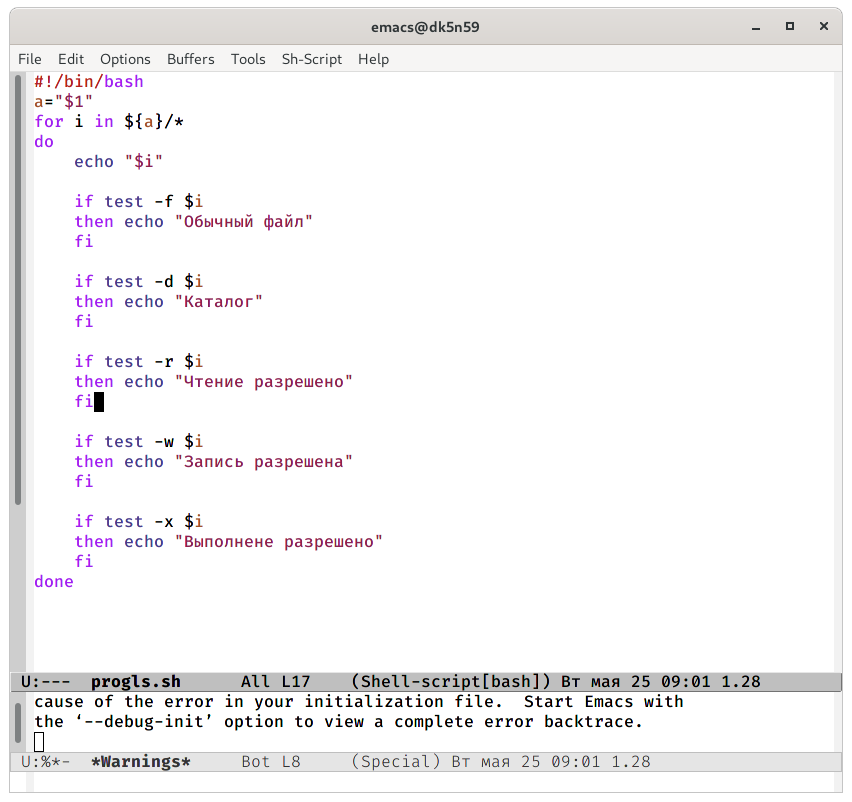 emacs@dk5n59
File Edit Options Buffers Tools Sh-Script Help
#!/bin/bash
a="$1"
for i in ${a}/*
do
    echo "$i"
    if test -f $i
    then echo "Обычный файл"
    fi
    if test -d $i
    then echo "Каталог"
    fi
    if test -r $i
    then echo "Чтение разрешено"
    fi
    if test -w $i
    then echo "Запись разрешена"
    fi
    if test -x $i
    then echo "Выполнене разрешено"
    fi
done
U:--- progls.sh All L17 (Shell-script[bash]) Вт мая 25 09:01 1.28
cause of the error in your initialization file.  Start Emacs with
the ‘--debug-init’ option to view a complete error backtrace.
U:%*- *Warnings* Bot L8 (Special) Вт мая 25 09:01 1.28